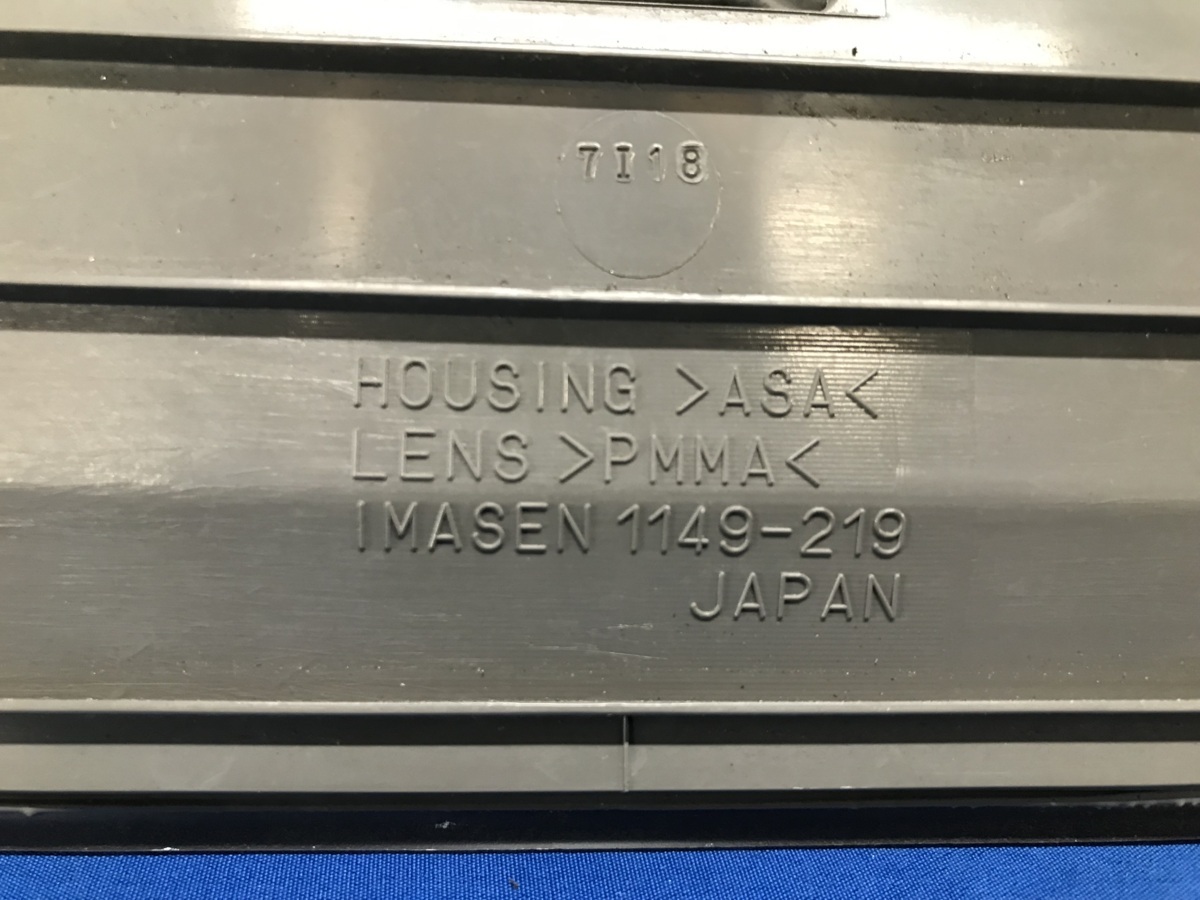 7I18
HOUSING >ASA<
LENS >PMMA<
IMASEN 1149-219
JAPAN